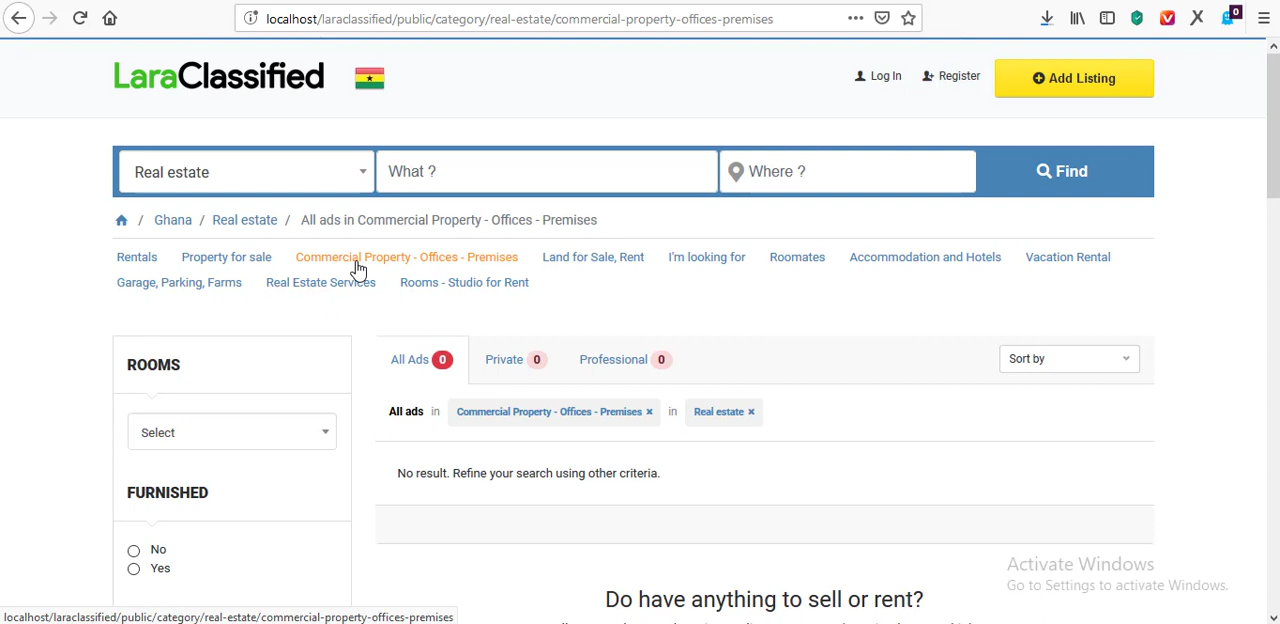 localhost/laraclassified/public/category/real-estate/commercial-property-offices-premises
0
LaraClassified
Log In
Register
Add Listing
Real estate
What ?
Where ?
Find
/ Ghana / Real estate / All ads in Commercial Property - Offices - Premises
Rentals Property for sale Commercial Property - Offices - Premises Land for Sale, Rent I'm looking for Roomates Accommodation and Hotels Vacation Rental
Garage, Parking, Farms Real Estate Services Rooms - Studio for Rent
ROOMS
Select
FURNISHED
No
Yes
All Ads 0 Private 0 Professional 0
Sort by
All ads in Commercial Property - Offices - Premises × in Real estate ×
No result. Refine your search using other criteria.
Do have anything to sell or rent?
Activate Windows
Go to Settings to activate Windows.
localhost/laraclassified/public/category/real-estate/commercial-property-offices-premises